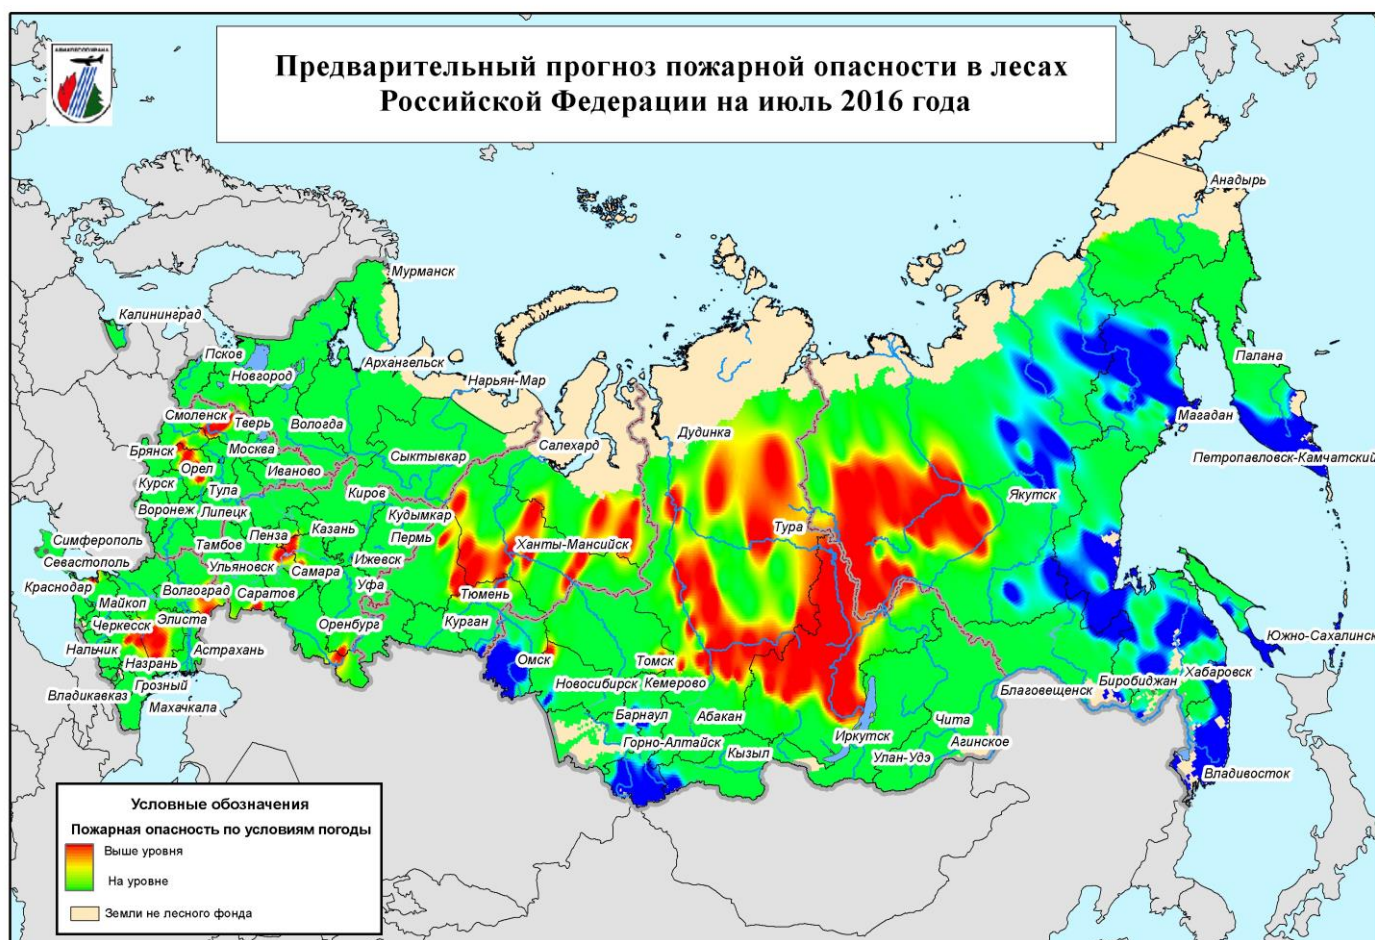 АВИАЛЕСООХРАНА
Предварительный прогноз пожарной опасности в лесах
Российской Федерации на июль 2016 года
Анадырь
Мурманск
Калининград
Псков
Архангельск
Палана
Новгород
Нарьян-Мар
Смоленск
Тверь
Вологда
Дудинка
Магадан
Салехард
Брянск
Москва
Сыктывкар
Петропавловск-Камчатский
Орел
Иваново
Курск
Тула
Киров
Якутск
Воронеж
Липецк
Кудымкар
Казань
Тура
Пенза
Пермь
Симферополь
Тамбов
Ханты-Мансийск
Севастополь
Ульяновск
Самара
Ижевск
Краснодар
Волгоград
Саратов
Уфа
Тюмень
Майкоп
Элиста
Черкесск
Оренбург
Курган
Южно-Сахалинск
Нальчик
Астрахань
Назрань
Омск
Томск
Хабаровск
Грозный
Новосибирск
Кемерово
Биробиджан
Владикавказ
Благовещенск
Махачкала
Барнаул
Абакан
Чита
Иркутск
Горно-Алтайск
Кызыл
Улан-Удэ
Агинское
Владивосток
Условные обозначения
Пожарная опасность по условиям погоды
Выше уровня
На уровне
Земли не лесного фонда